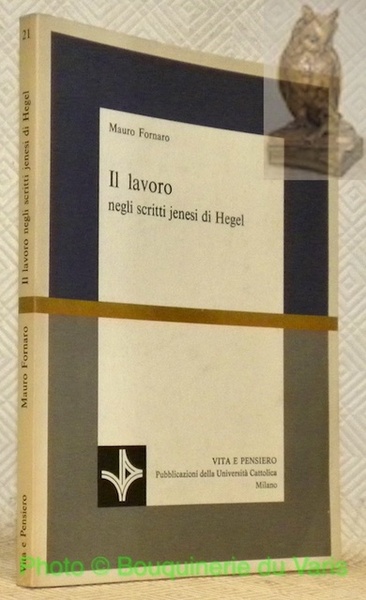 Mauro Fornaro
Il lavoro
negli scritti jenesi di Hegel
VITA E PENSIERO
Pubblicazioni della Università Cattolica
Milano
21
Il lavoro negli scritti jenesi di Hegel
Mauro Fornaro
Vita e Pensiero
Photo © Bouquinerie du Varis